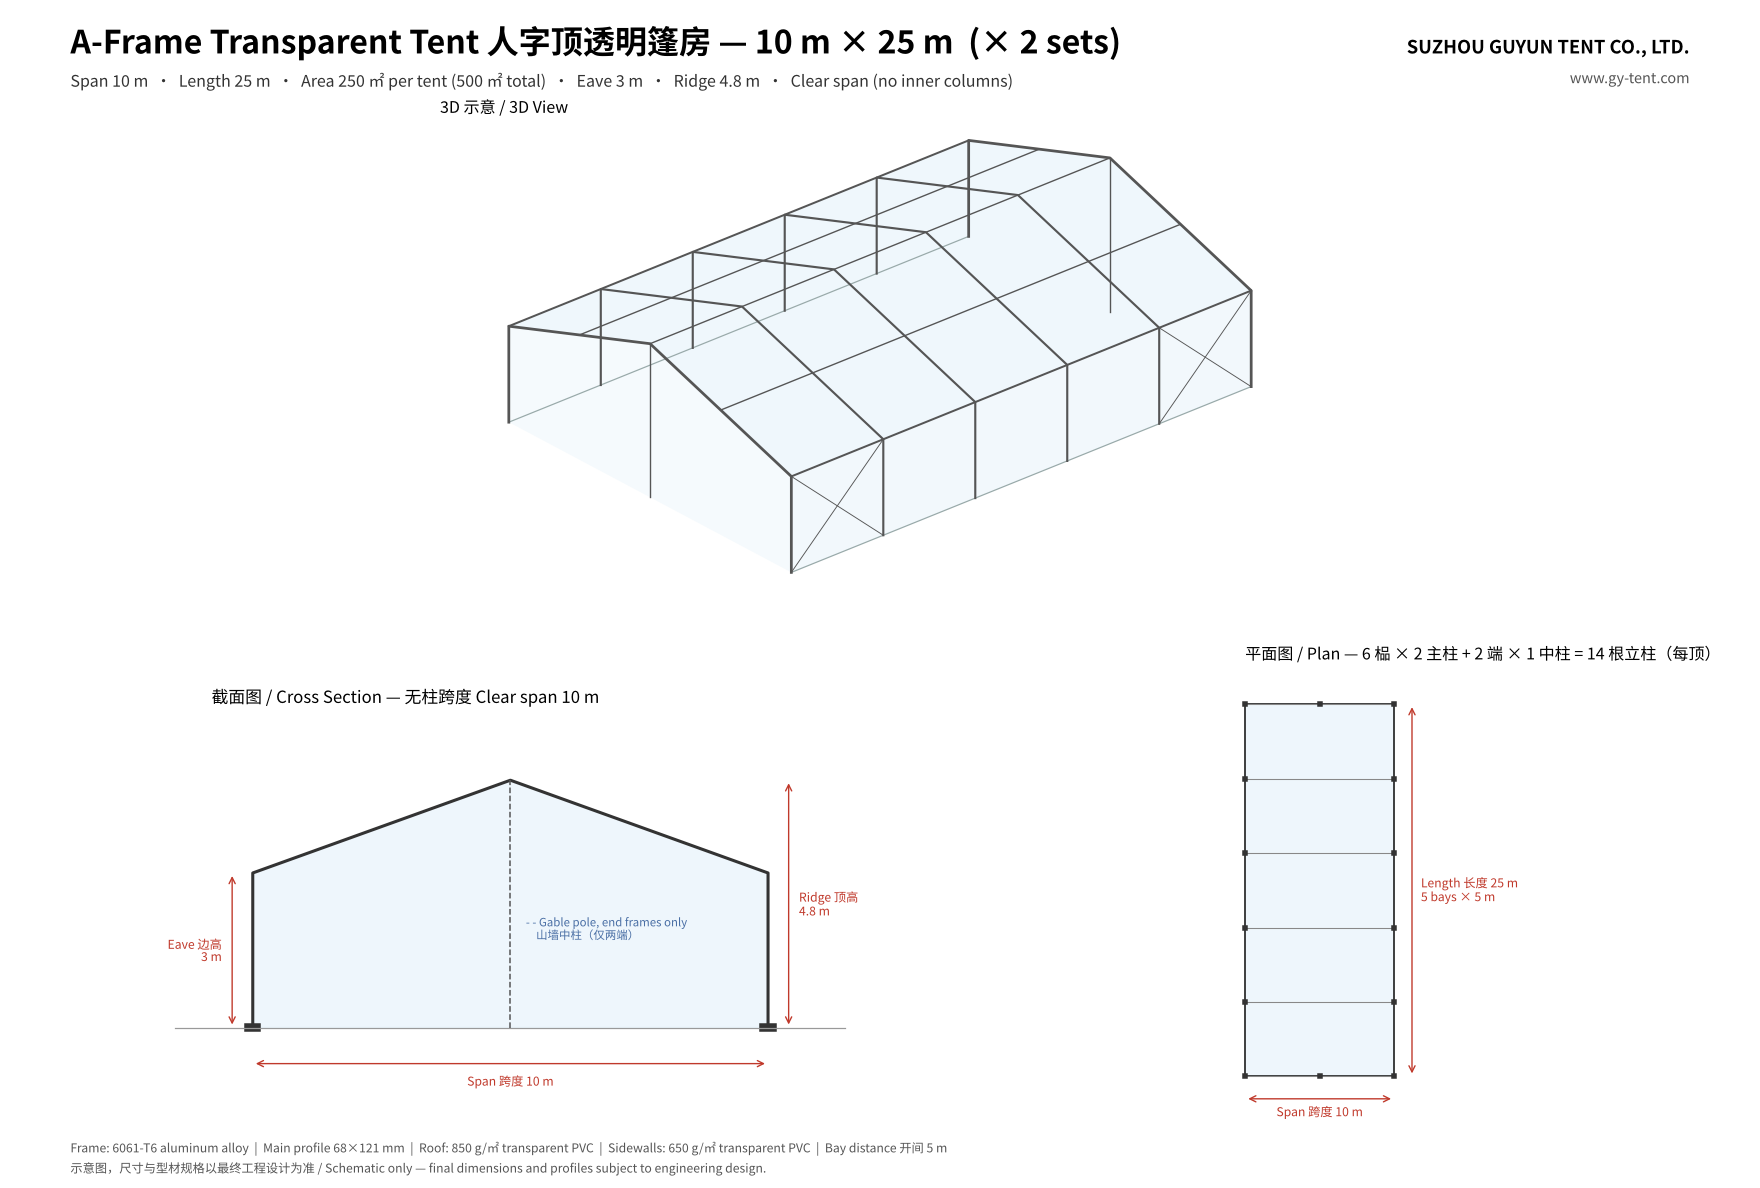 A-Frame Transparent Tent 人字顶透明篷房 — 10 m × 25 m (× 2 sets)
SUZHOU GUYUN TENT CO., LTD.
Span 10 m • Length 25 m • Area 250 ㎡ per tent (500 ㎡ total) • Eave 3 m • Ridge 4.8 m • Clear span (no inner columns)
www.gy-tent.com
3D 示意 / 3D View
平面图 / Plan — 6 榀 × 2 主柱 + 2 端 × 1 中柱 = 14 根立柱（每顶）
截面图 / Cross Section — 无柱跨度 Clear span 10 m
Length 长度 25 m
5 bays × 5 m
Ridge 顶高
4.8 m
- - Gable pole, end frames only
山墙中柱（仅两端）
Eave 边高
3 m
Span 跨度 10 m
Span 跨度 10 m
Frame: 6061-T6 aluminum alloy | Main profile 68×121 mm | Roof: 850 g/㎡ transparent PVC | Sidewalls: 650 g/㎡ transparent PVC | Bay distance 开间 5 m
示意图，尺寸与型材规格以最终工程设计为准 / Schematic only — final dimensions and profiles subject to engineering design.